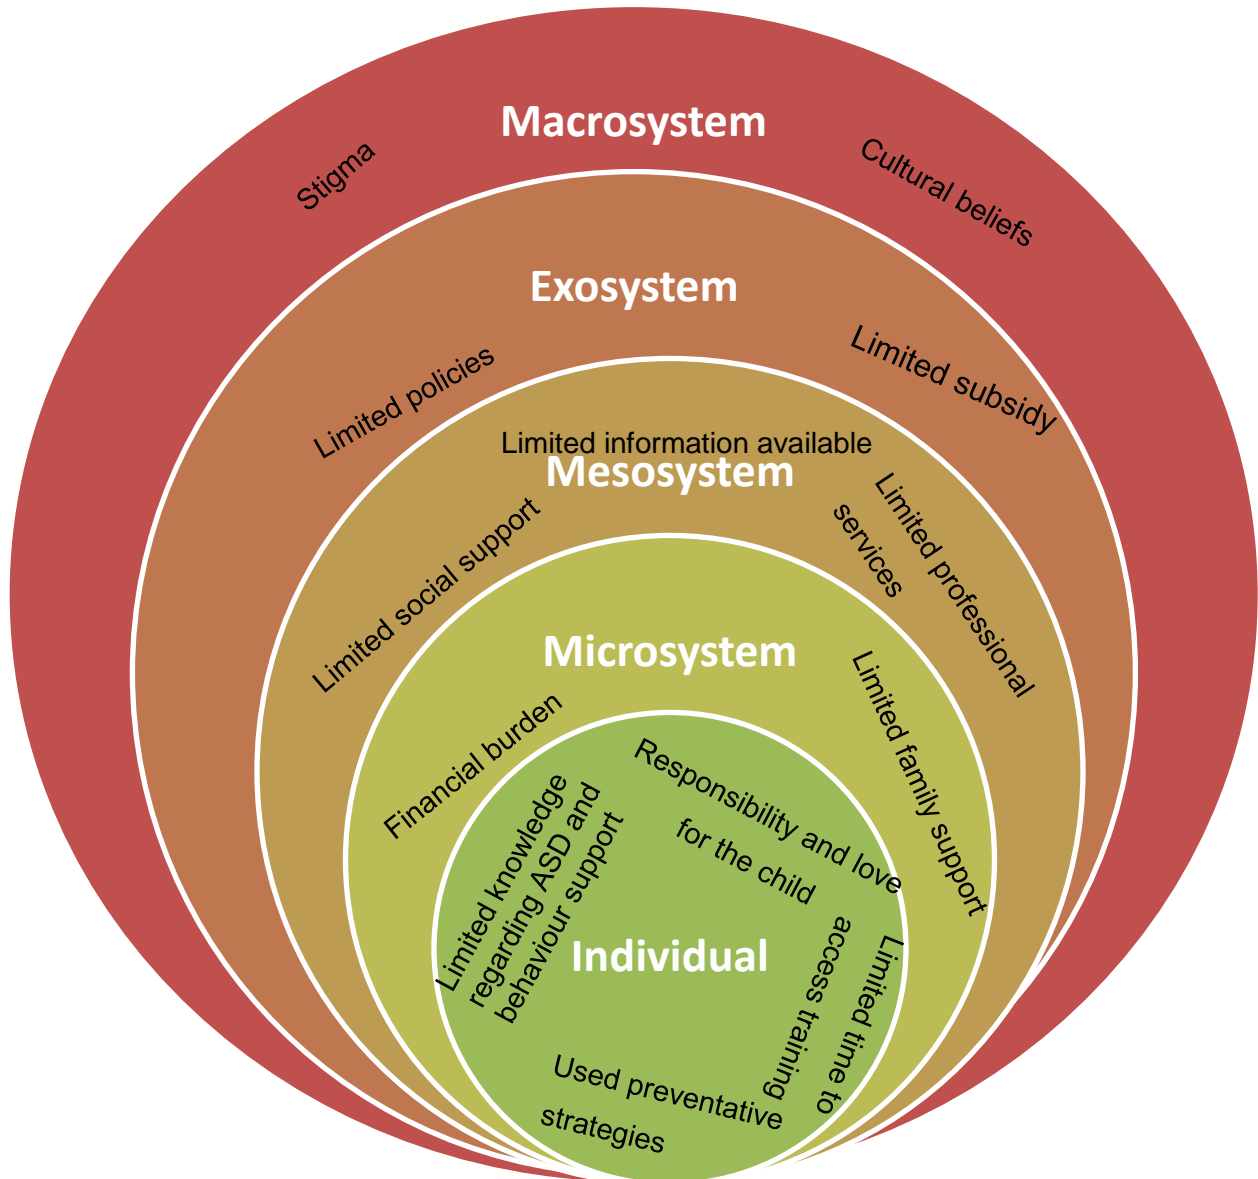 Macrosystem
Stigma
Cultural beliefs
Exosystem
Limited policies
Limited subsidy
Limited information available
Mesosystem
Limited social support
Limited professional
services
Microsystem
Financial burden
Limited family support
Responsibility and love
for the child
Limited knowledge
regarding ASD and
behaviour support
Individual
Limited time to
access training
Used preventative
strategies